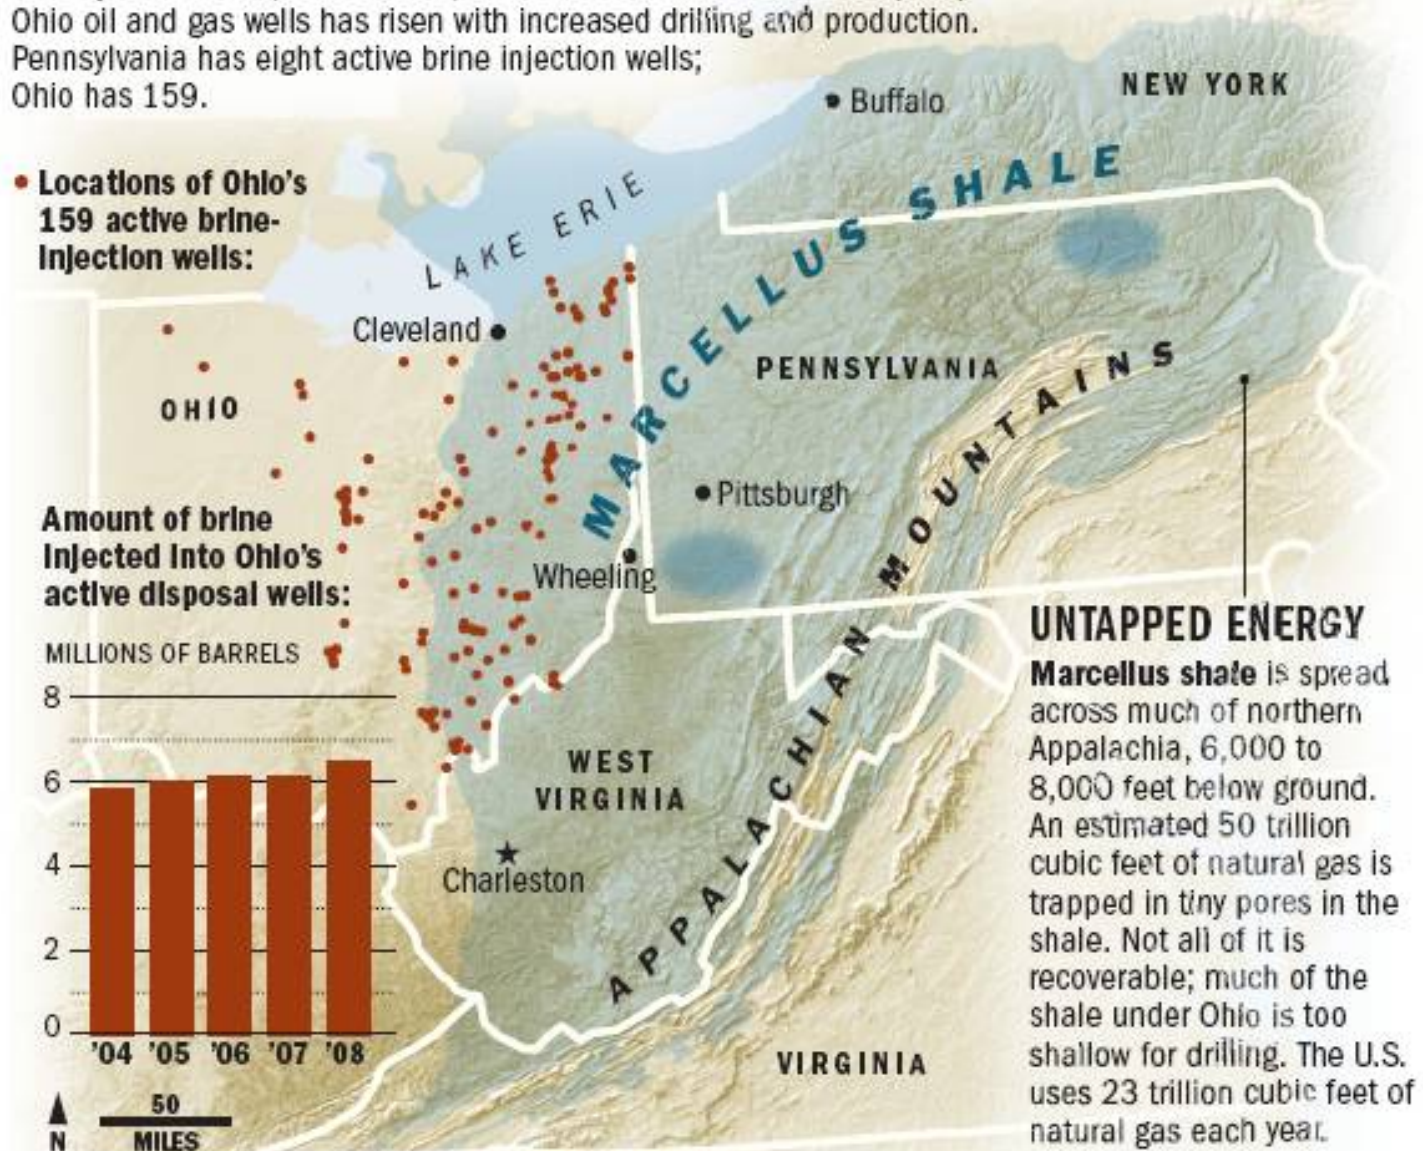 Ohio oil and gas wells has risen with increased drilling and production.
Pennsylvania has eight active brine injection wells;
Ohio has 159.
Locations of Ohio's
159 active brine-
Injection wells:
NEW YORK
Buffalo
LAKE ERIE
MARCELLUS SHALE
Cleveland
OHIO
PENNSYLVANIA
APPALACHIAN MOUNTAINS
Pittsburgh
Wheeling
WEST
VIRGINIA
Charleston
VIRGINIA
Amount of brine
Injected Into Ohio's
active disposal wells:
MILLIONS OF BARRELS
8
6
4
2
0
'04 '05 '06 '07 '08
50
MILES
N
UNTAPPED ENERGY
Marcellus shale is spread
across much of northern
Appalachia, 6,000 to
8,000 feet below ground.
An estimated 50 trillion
cubic feet of natural gas is
trapped in tiny pores in the
shale. Not all of it is
recoverable; much of the
shale under Ohio is too
shallow for drilling. The U.S.
uses 23 trillion cubic feet of
natural gas each year.